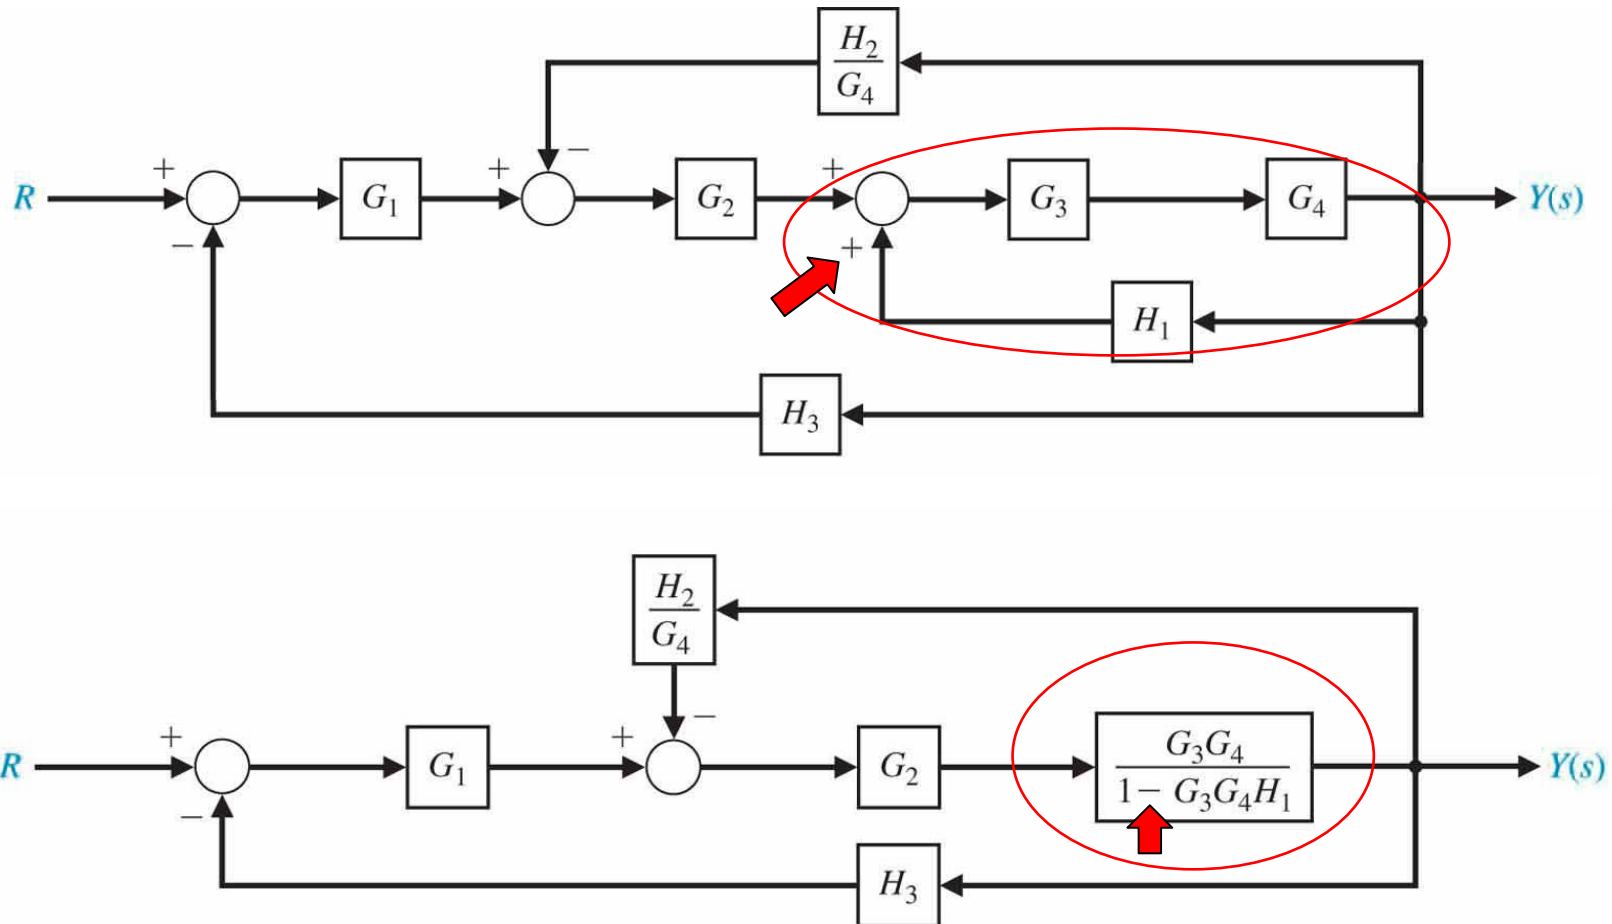 H₂
G₄
+ − + +
R G₁ G₂ G₃ G₄ Y(s)
− +
H₁
H₃
H₂
G₄
−
+ + G₃G₄
R G₁ G₂ Y(s)
1− G₃G₄H₁
−
H₃